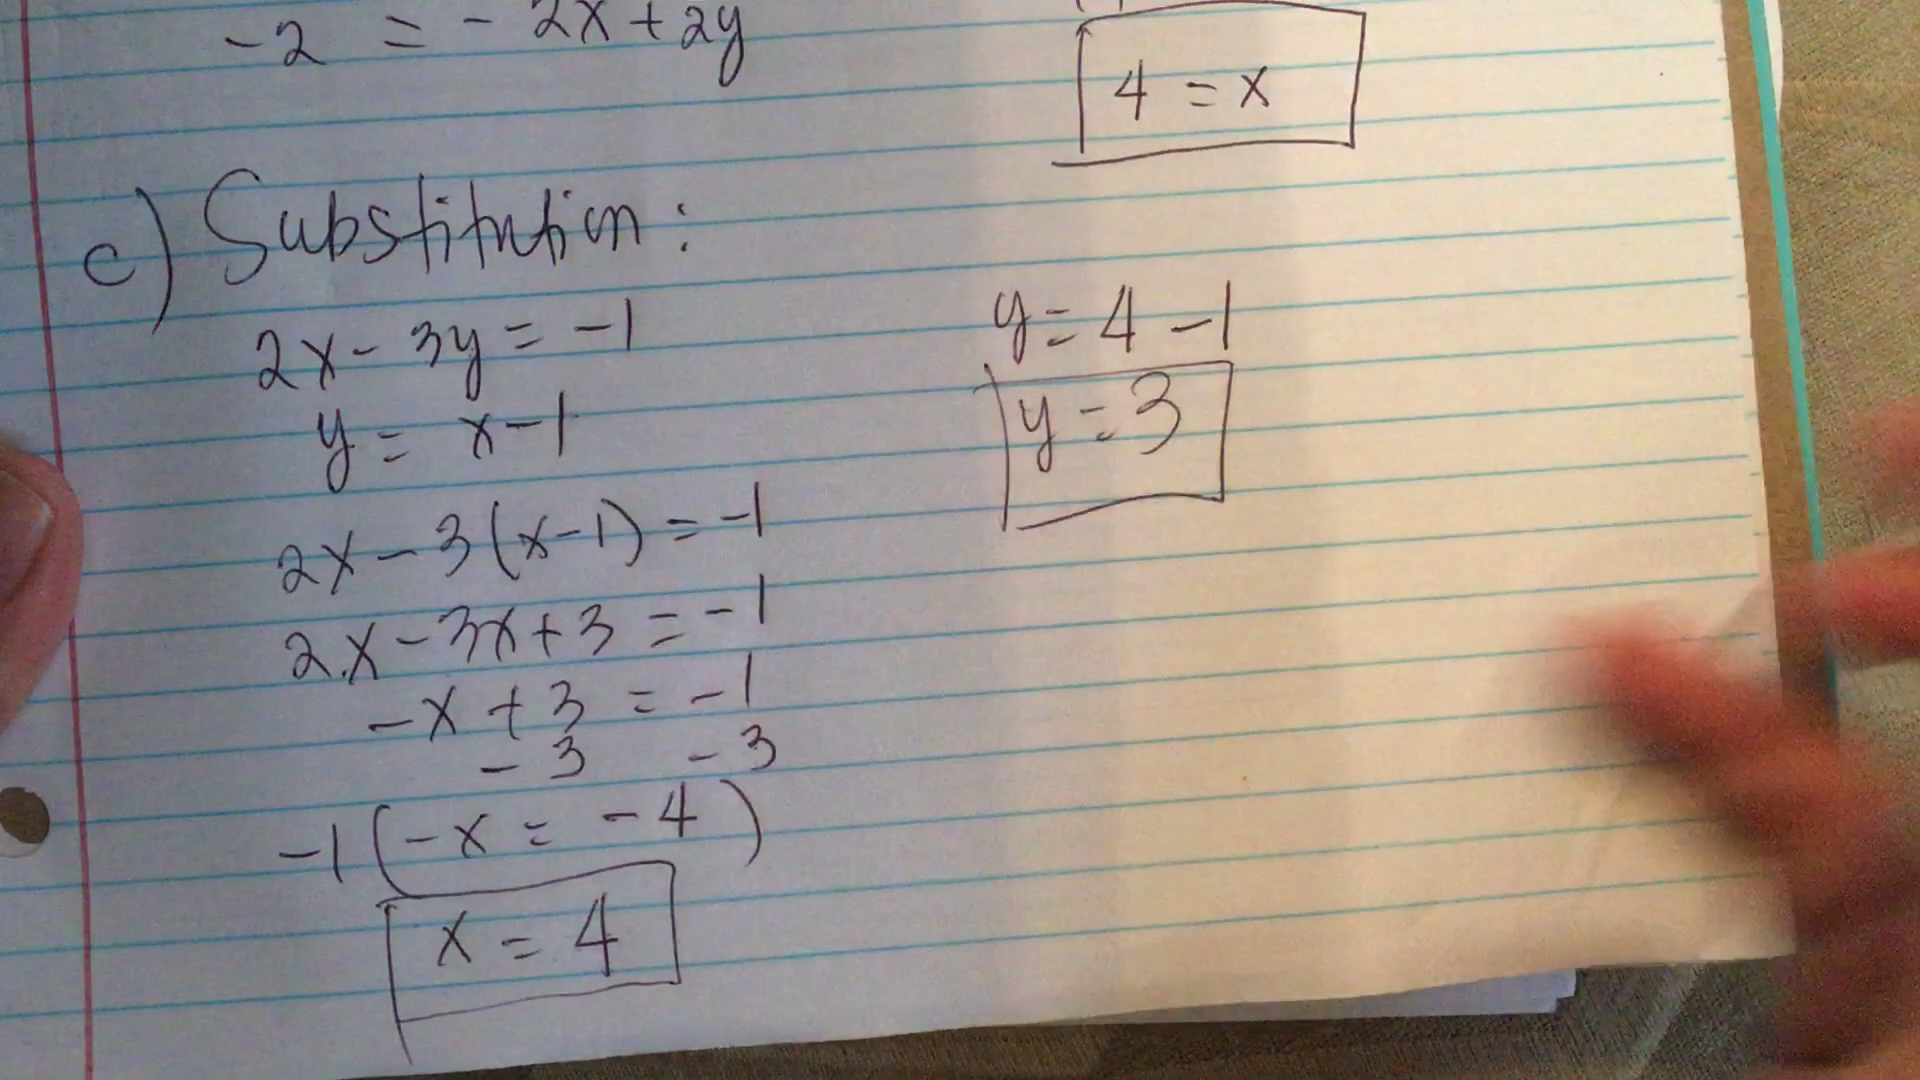 -2 = - 2x + 2y
4 = x
c) Substitution:
2x - 3y = -1
y = x - 1
2x - 3(x-1) = -1
2x - 3x + 3 = -1
-x + 3 = -1
- 3 - 3
-1(-x = -4)
x = 4
y = 4 - 1
y = 3